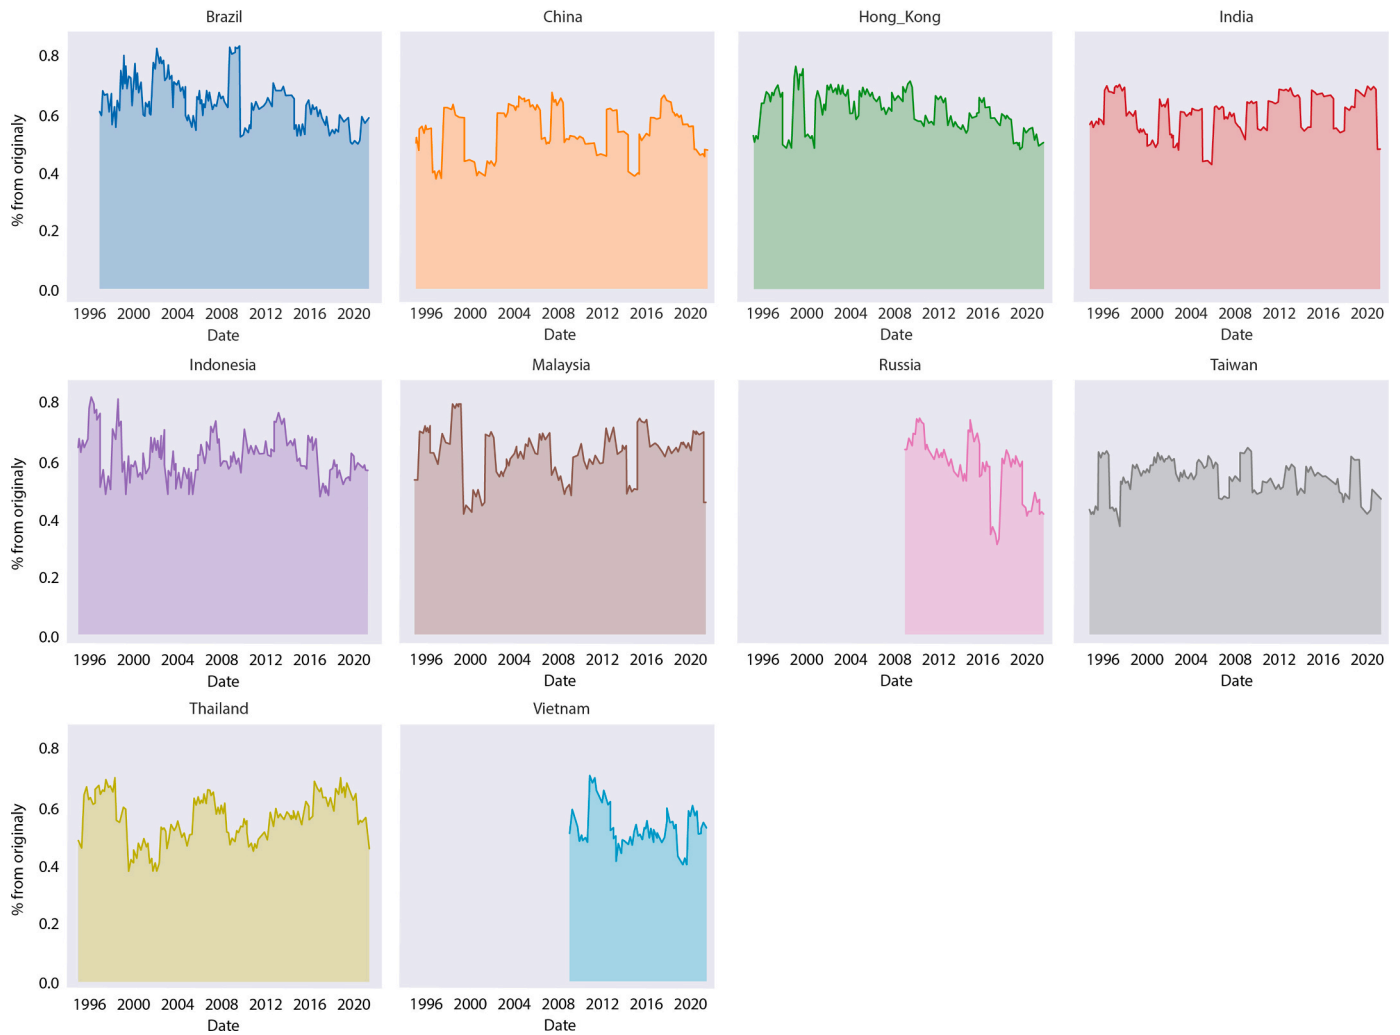 Brazil China Hong_Kong India
% from originaly
0.8
0.6
0.4
0.2
0.0
1996 2000 2004 2008 2012 2016 2020 1996 2000 2004 2008 2012 2016 2020 1996 2000 2004 2008 2012 2016 2020 1996 2000 2004 2008 2012 2016 2020
Date Date Date Date
Indonesia Malaysia Russia Taiwan
% from originaly
0.8
0.6
0.4
0.2
0.0
1996 2000 2004 2008 2012 2016 2020 1996 2000 2004 2008 2012 2016 2020 1996 2000 2004 2008 2012 2016 2020 1996 2000 2004 2008 2012 2016 2020
Date Date Date Date
Thailand Vietnam
% from originaly
0.8
0.6
0.4
0.2
0.0
1996 2000 2004 2008 2012 2016 2020 1996 2000 2004 2008 2012 2016 2020
Date Date